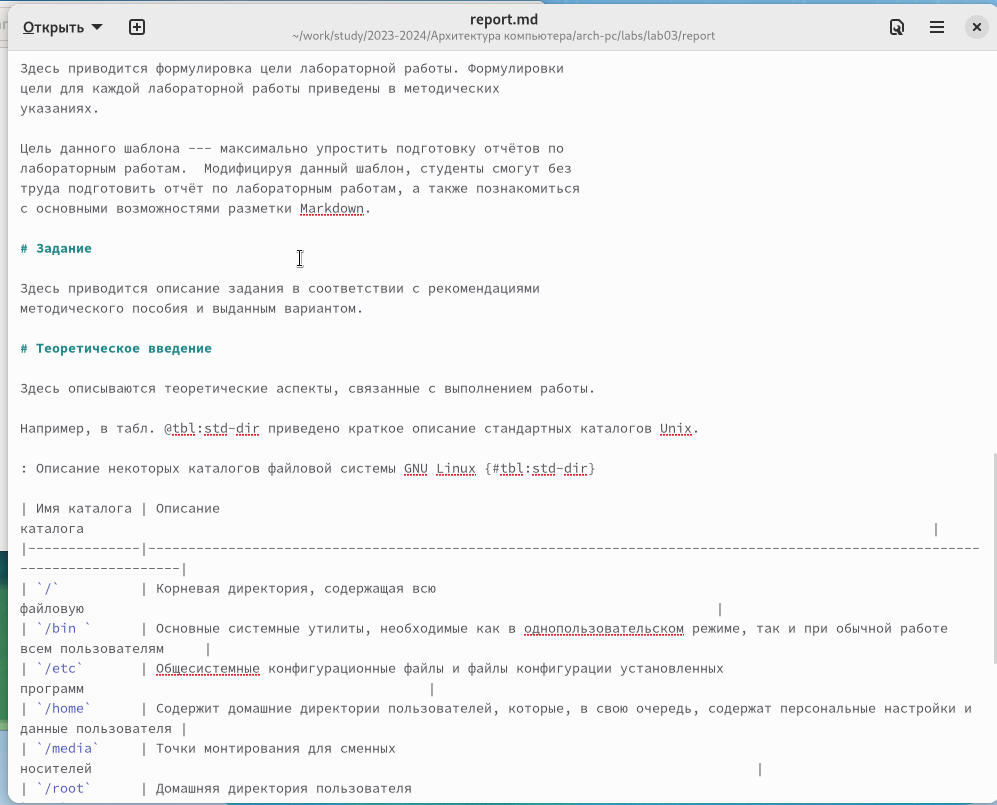 Открыть
report.md
~/work/study/2023-2024/Архитектура компьютера/arch-pc/labs/lab03/report
Здесь приводится формулировка цели лабораторной работы. Формулировки
цели для каждой лабораторной работы приведены в методических
указаниях.
Цель данного шаблона --- максимально упростить подготовку отчётов по
лабораторным работам.  Модифицируя данный шаблон, студенты смогут без
труда подготовить отчёт по лабораторным работам, а также познакомиться
с основными возможностями разметки Markdown.
# Задание
Здесь приводится описание задания в соответствии с рекомендациями
методического пособия и выданным вариантом.
# Теоретическое введение
Здесь описываются теоретические аспекты, связанные с выполнением работы.
Например, в табл. @tbl:std-dir приведено краткое описание стандартных каталогов Unix.
: Описание некоторых каталогов файловой системы GNU Linux {#tbl:std-dir}
| Имя каталога | Описание
каталога |
|--------------|--------------------------------------------------------------------------------------------------------
--------------------|
| `/` | Корневая директория, содержащая всю
файловую |
| `/bin ` | Основные системные утилиты, необходимые как в однопользовательском режиме, так и при обычной работе
всем пользователям |
| `/etc` | Общесистемные конфигурационные файлы и файлы конфигурации установленных
программ |
| `/home` | Содержит домашние директории пользователей, которые, в свою очередь, содержат персональные настройки и
данные пользователя |
| `/media` | Точки монтирования для сменных
носителей |
| `/root` | Домашняя директория пользователя